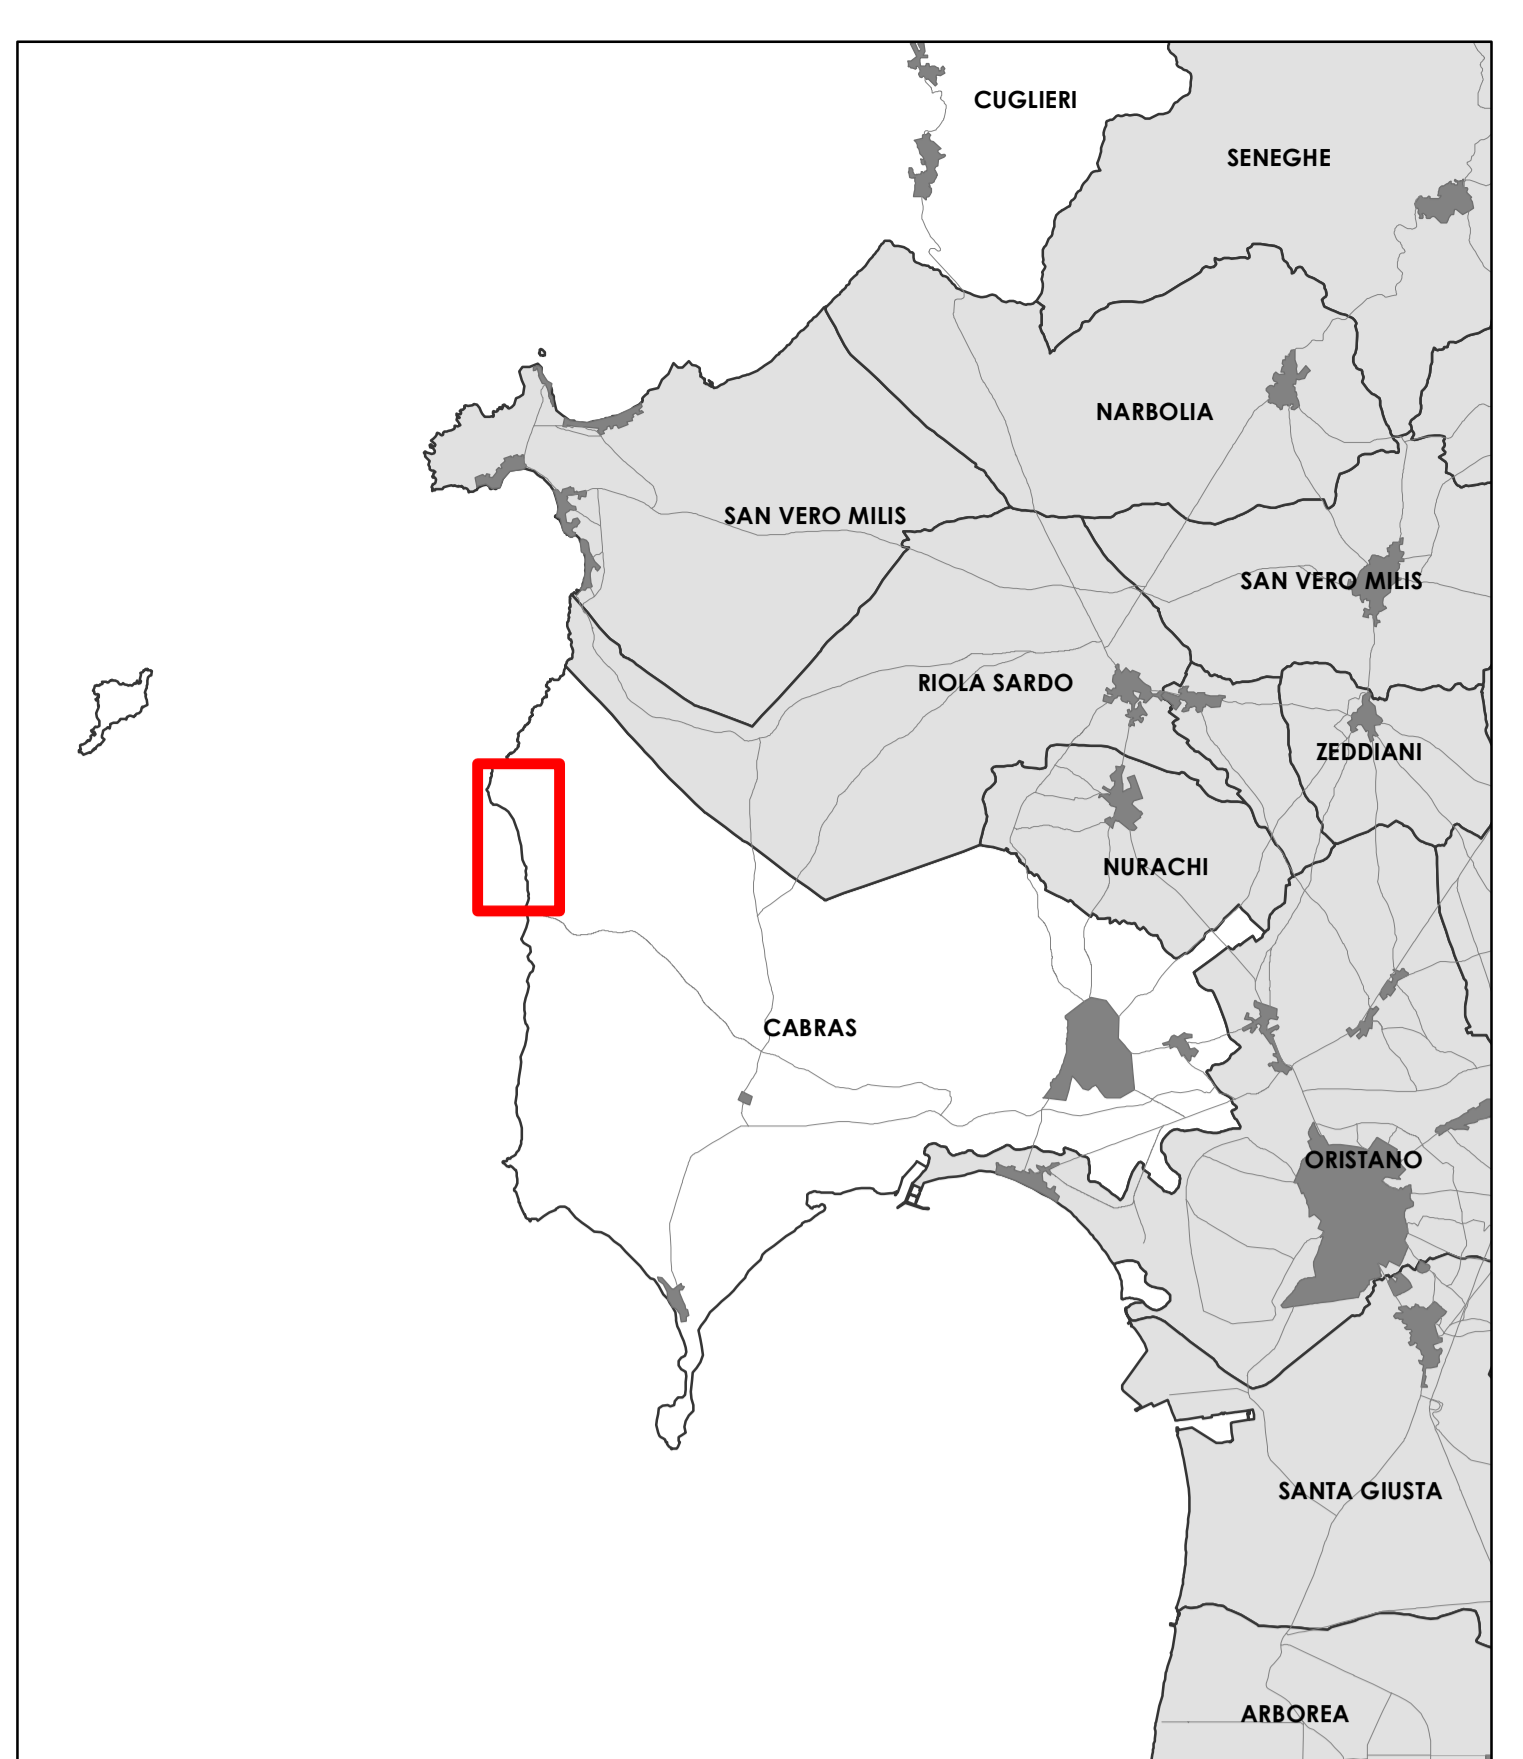 CUGLIERI
SENEGHE
NARBOLIA
SAN VERO MILIS
SAN VERO MILIS
RIOLA SARDO
ZEDDIANI
NURACHI
CABRAS
ORISTANO
SANTA GIUSTA
ARBOREA